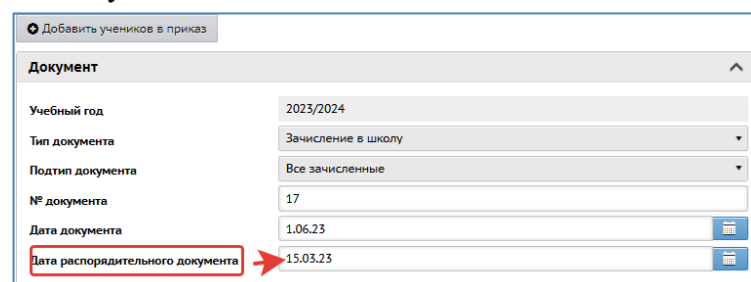 Добавить учеников в приказ
Документ
Учебный год 2023/2024
Тип документа Зачисление в школу
Подтип документа Все зачисленные
№ документа 17
Дата документа 1.06.23
Дата распорядительного документа 15.03.23